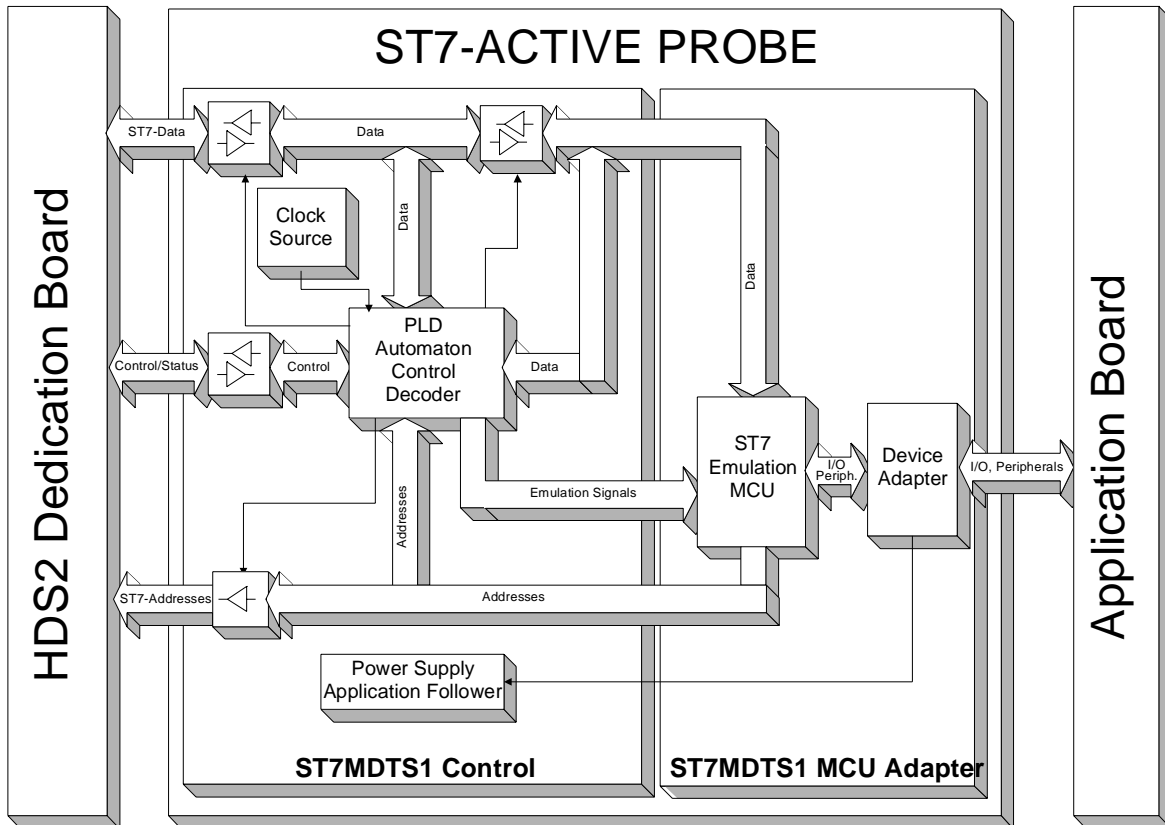 ST7-ACTIVE PROBE
HDS2 Dedication Board
Application Board
ST7-Data
Data
Clock
Source
Data
Data
PLD
Automaton
Control
Decoder
Control/Status
Control
Data
ST7
Emulation
MCU
I/O
Periph.
Device
Adapter
I/O, Peripherals
Emulation Signals
Addresses
ST7-Addresses
Addresses
Power Supply
Application Follower
ST7MDTS1 Control
ST7MDTS1 MCU Adapter